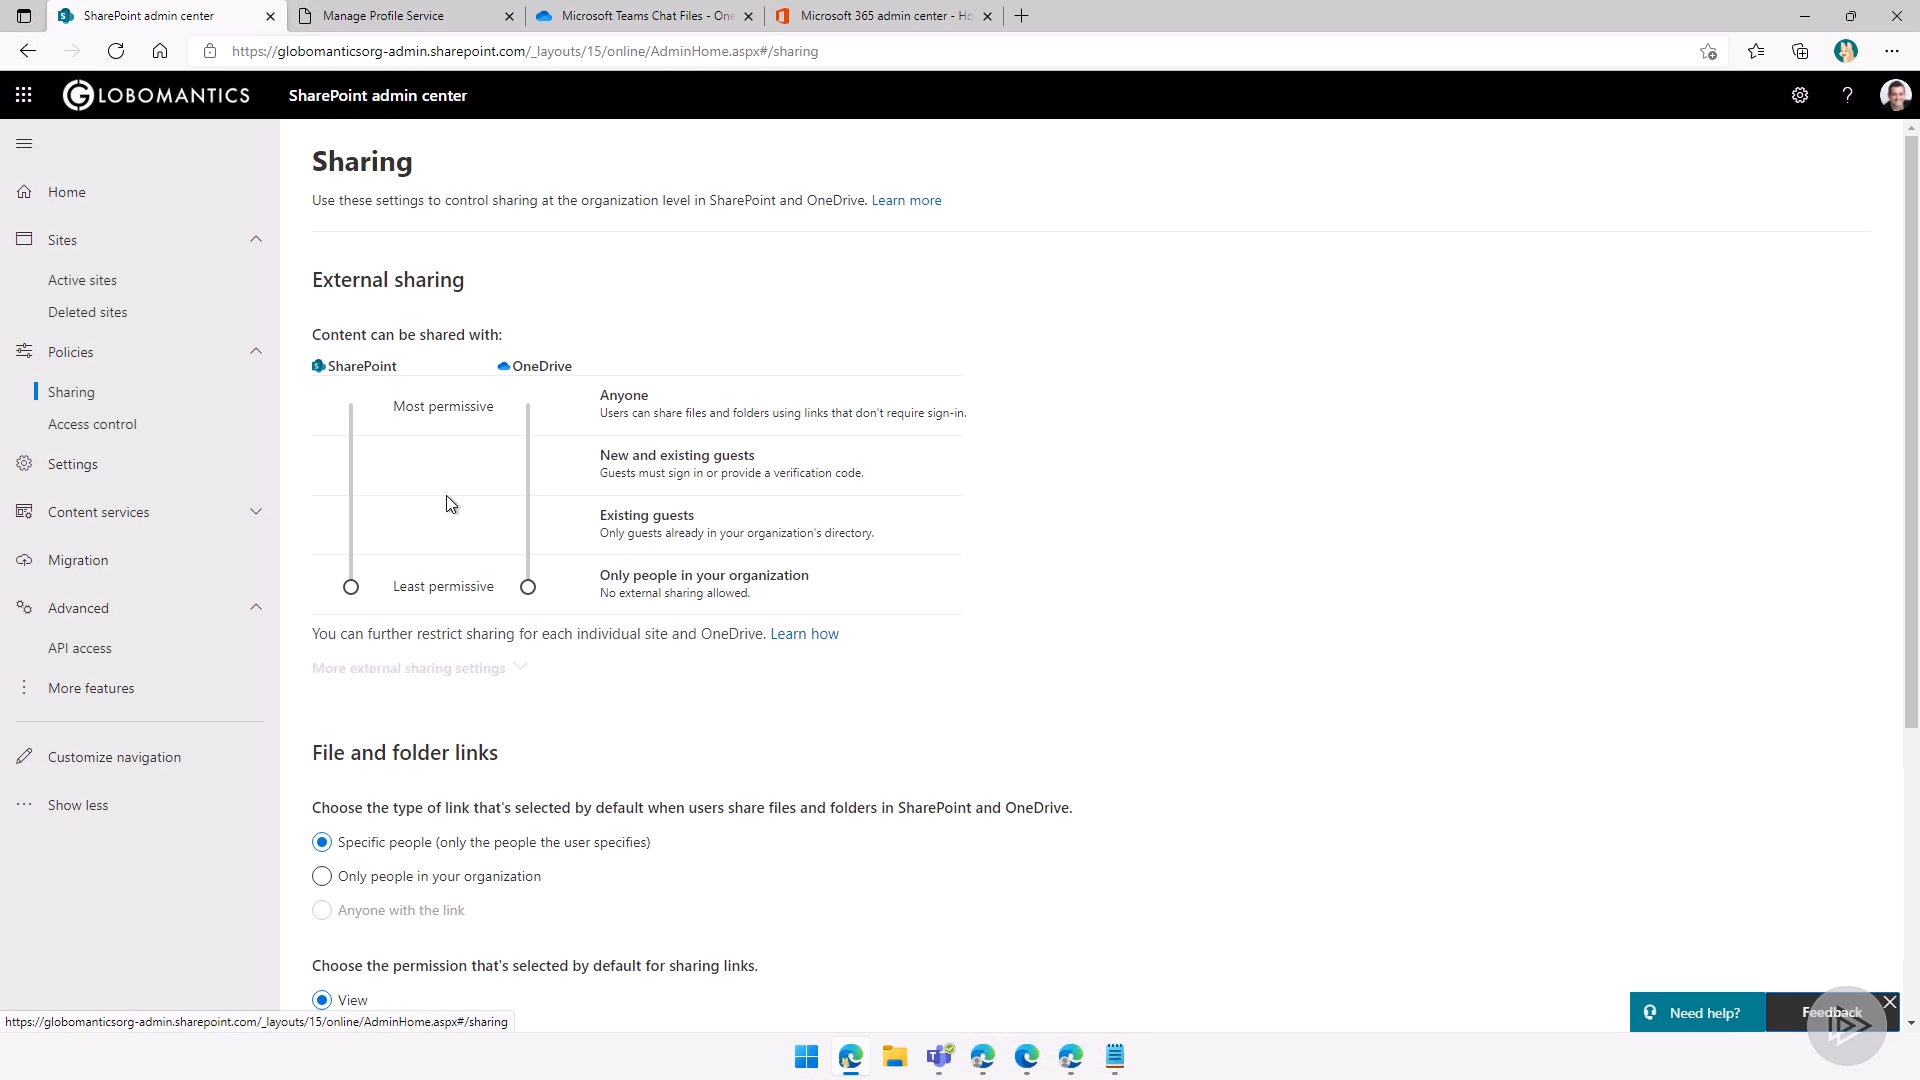 SharePoint admin center
Manage Profile Service
Microsoft Teams Chat Files - One
Microsoft 365 admin center - Ho
https://globomanticsorg-admin.sharepoint.com/_layouts/15/online/AdminHome.aspx#/sharing
GLOBOMANTICS
SharePoint admin center
Home
Sites
Active sites
Deleted sites
Policies
Sharing
Access control
Settings
Content services
Migration
Advanced
API access
More features
Customize navigation
Show less
Sharing
Use these settings to control sharing at the organization level in SharePoint and OneDrive. Learn more
External sharing
Content can be shared with:
SharePoint
OneDrive
Most permissive
Anyone
Users can share files and folders using links that don't require sign-in.
New and existing guests
Guests must sign in or provide a verification code.
Existing guests
Only guests already in your organization's directory.
Least permissive
Only people in your organization
No external sharing allowed.
You can further restrict sharing for each individual site and OneDrive. Learn how
More external sharing settings
File and folder links
Choose the type of link that's selected by default when users share files and folders in SharePoint and OneDrive.
Specific people (only the people the user specifies)
Only people in your organization
Anyone with the link
Choose the permission that's selected by default for sharing links.
View
Need help?
Feedback
https://globomanticsorg-admin.sharepoint.com/_layouts/15/online/AdminHome.aspx#/sharing